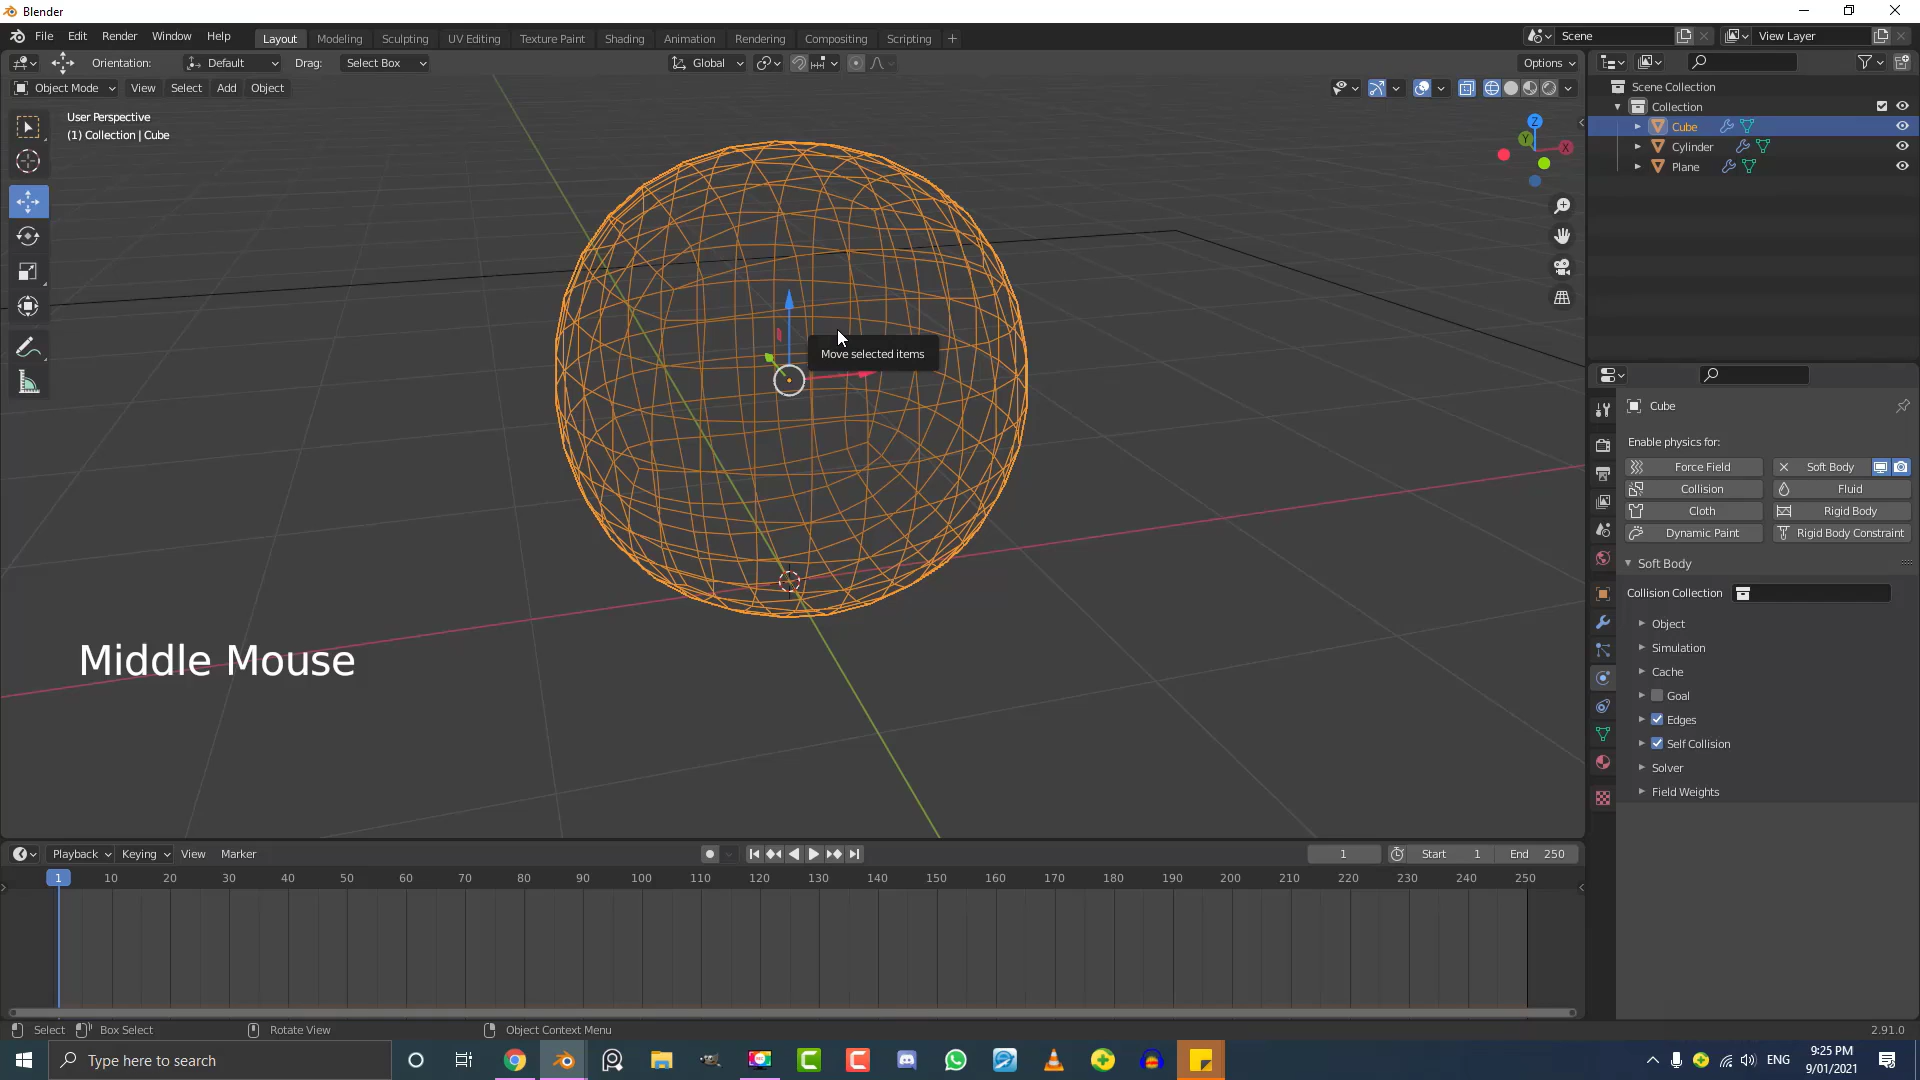 Blender
File Edit Render Window Help
Layout Modeling Sculpting UV Editing Texture Paint Shading Animation Rendering Compositing Scripting +
Scene
View Layer
Orientation: Default Drag: Select Box
Global
Options
Object Mode View Select Add Object
User Perspective
(1) Collection | Cube
Z
Y
X
Move selected items
Middle Mouse
Scene Collection
Collection
Cube
Cylinder
Plane
Cube
Enable physics for:
Force Field Soft Body
Collision Fluid
Cloth Rigid Body
Dynamic Paint Rigid Body Constraint
Soft Body
Collision Collection
Object
Simulation
Cache
Goal
Edges
Self Collision
Solver
Field Weights
Playback Keying View Marker
1 Start 1 End 250
1 10 20 30 40 50 60 70 80 90 100 110 120 130 140 150 160 170 180 190 200 210 220 230 240 250
Select Box Select Rotate View Object Context Menu
2.91.0
Type here to search
ENG
9:25 PM
9/01/2021